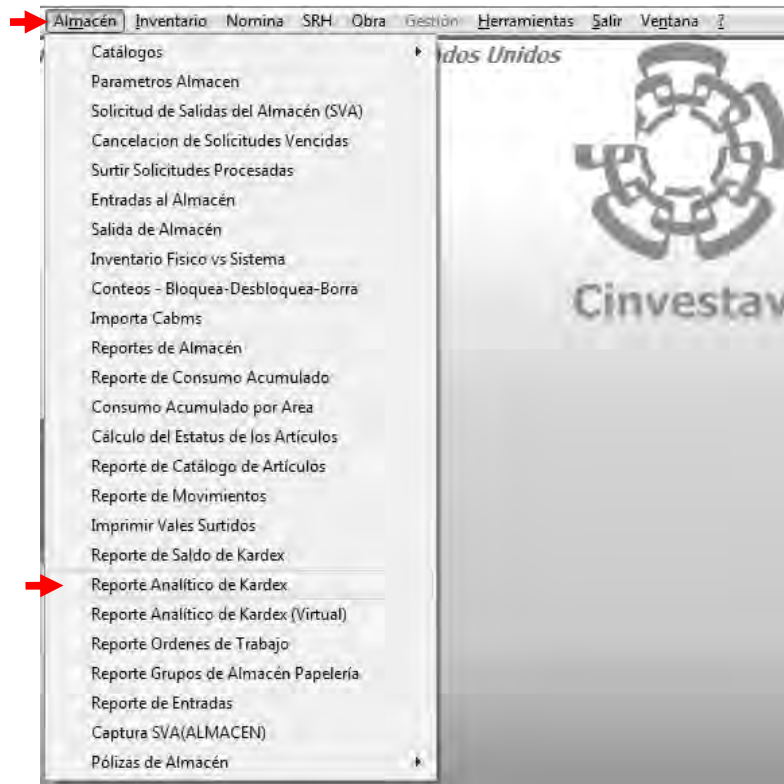 Almacén Inventario Nomina SRH Obra Gestión Herramientas Salir Ventana ?
dos Unidos
Catálogos
Parametros Almacen
Solicitud de Salidas del Almacén (SVA)
Cancelacion de Solicitudes Vencidas
Surtir Solicitudes Procesadas
Entradas al Almacén
Salida de Almacén
Inventario Fisico vs Sistema
Conteos - Bloquea-Desbloquea-Borra
Importa Cabms
Reportes de Almacén
Reporte de Consumo Acumulado
Consumo Acumulado por Area
Cálculo del Estatus de los Artículos
Reporte de Catálogo de Artículos
Reporte de Movimientos
Imprimir Vales Surtidos
Reporte de Saldo de Kardex
Reporte Analítico de Kardex
Reporte Analítico de Kardex (Virtual)
Reporte Ordenes de Trabajo
Reporte Grupos de Almacén Papelería
Reporte de Entradas
Captura SVA(ALMACEN)
Pólizas de Almacén
Cinvestav